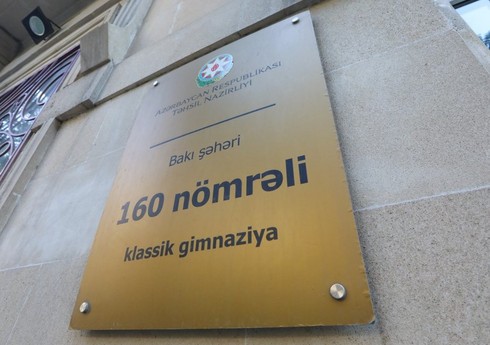 AZƏRBAYCAN RESPUBLİKASI
TƏHSİL NAZİRLİYİ
Bakı şəhəri
160 nömrəli
klassik gimnaziya